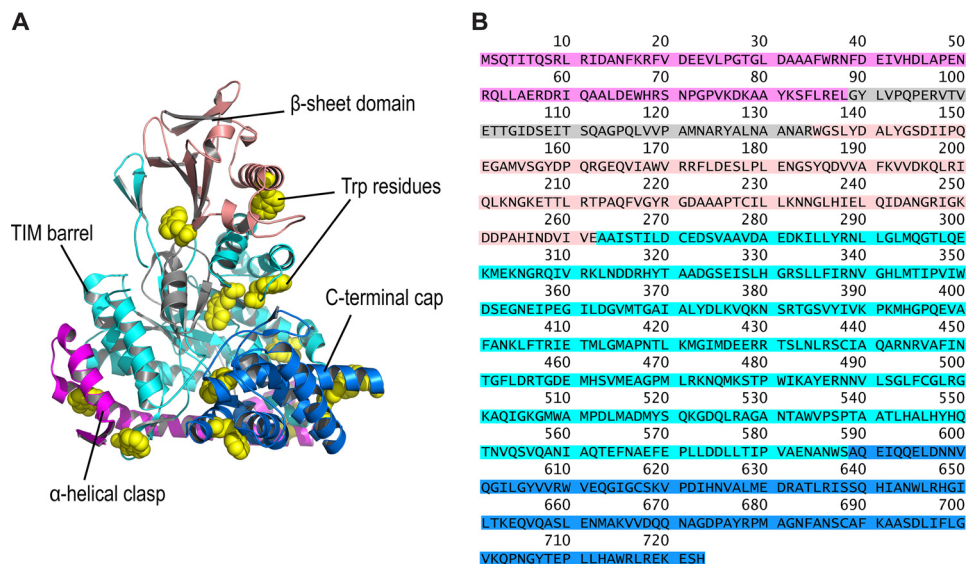 A
β-sheet domain
Trp residues
TIM barrel
C-terminal cap
α-helical clasp
B
10 20 30 40 50
MSQTITQSRL RIDANFKRFV DEEVLPGTGL DAAAFWRNFD EIVHDLAPEN
60 70 80 90 100
RQLLAERDRI QAALDEWHRS NPGPVKDKAA YKSFLRELGY LVPQPERVTV
110 120 130 140 150
ETTGIDSEIT SQAGPQLVVP AMNARYALNA ANARWGSLYD ALYGSDIIPQ
160 170 180 190 200
EGAMVSGYDP QRGEQVIAWV RRFLDESLPL ENGSYQDVVA FKVVDKQLRI
210 220 230 240 250
QLKNGKETTLR TPAQFVGYRG DAAAPTCIL LKNNGLHIEL QIDANGRIGK
260 270 280 290 300
DDPAHINDVI VEAAISTILD CEDSVAAVDA EDKILLYRNL LGLMQGTLQE
310 320 330 340 350
KMEKNGRQIV RKLNDDRHYT AADGSEISLH GRSLLFIRNV GHLMTIPVIW
360 370 380 390 400
DSEGNEIPEG ILDGVMTGAI ALYDLKVQKN SRTGSVYIVK PKMHGPQEVA
410 420 430 440 450
FANKLFTRIE TMLGMAPNTL KMGIMDEERR TSLNLRSCIA QARNRVAFIN
460 470 480 490 500
TGFLDRTGDE MHSVMEAGPM LRKNQMKSTP WIKAYERNNV LSGLFCGLRG
510 520 530 540 550
KAQIGKGMWA MPDLMADMYS QKGDQLRAGA NTAWVPSPTA ATLHALHYHQ
560 570 580 590 600
TNVQSVQANI AQTEFNAEFE PLLDDLLTIP VAENANWSAQ EIQQELDNNV
610 620 630 640 650
QGILGYVVRW VEQGIGCSKV PDIHNVALME DRATLRISSQ HIANWLRHGI
660 670 680 690 700
LTKEQVQASL ENMAKVVDQQ NAGDPAYRPM AGNFANSCAF KAASDLIFLG
710 720
VKQPNGYTEP LLHAWRLREK ESH